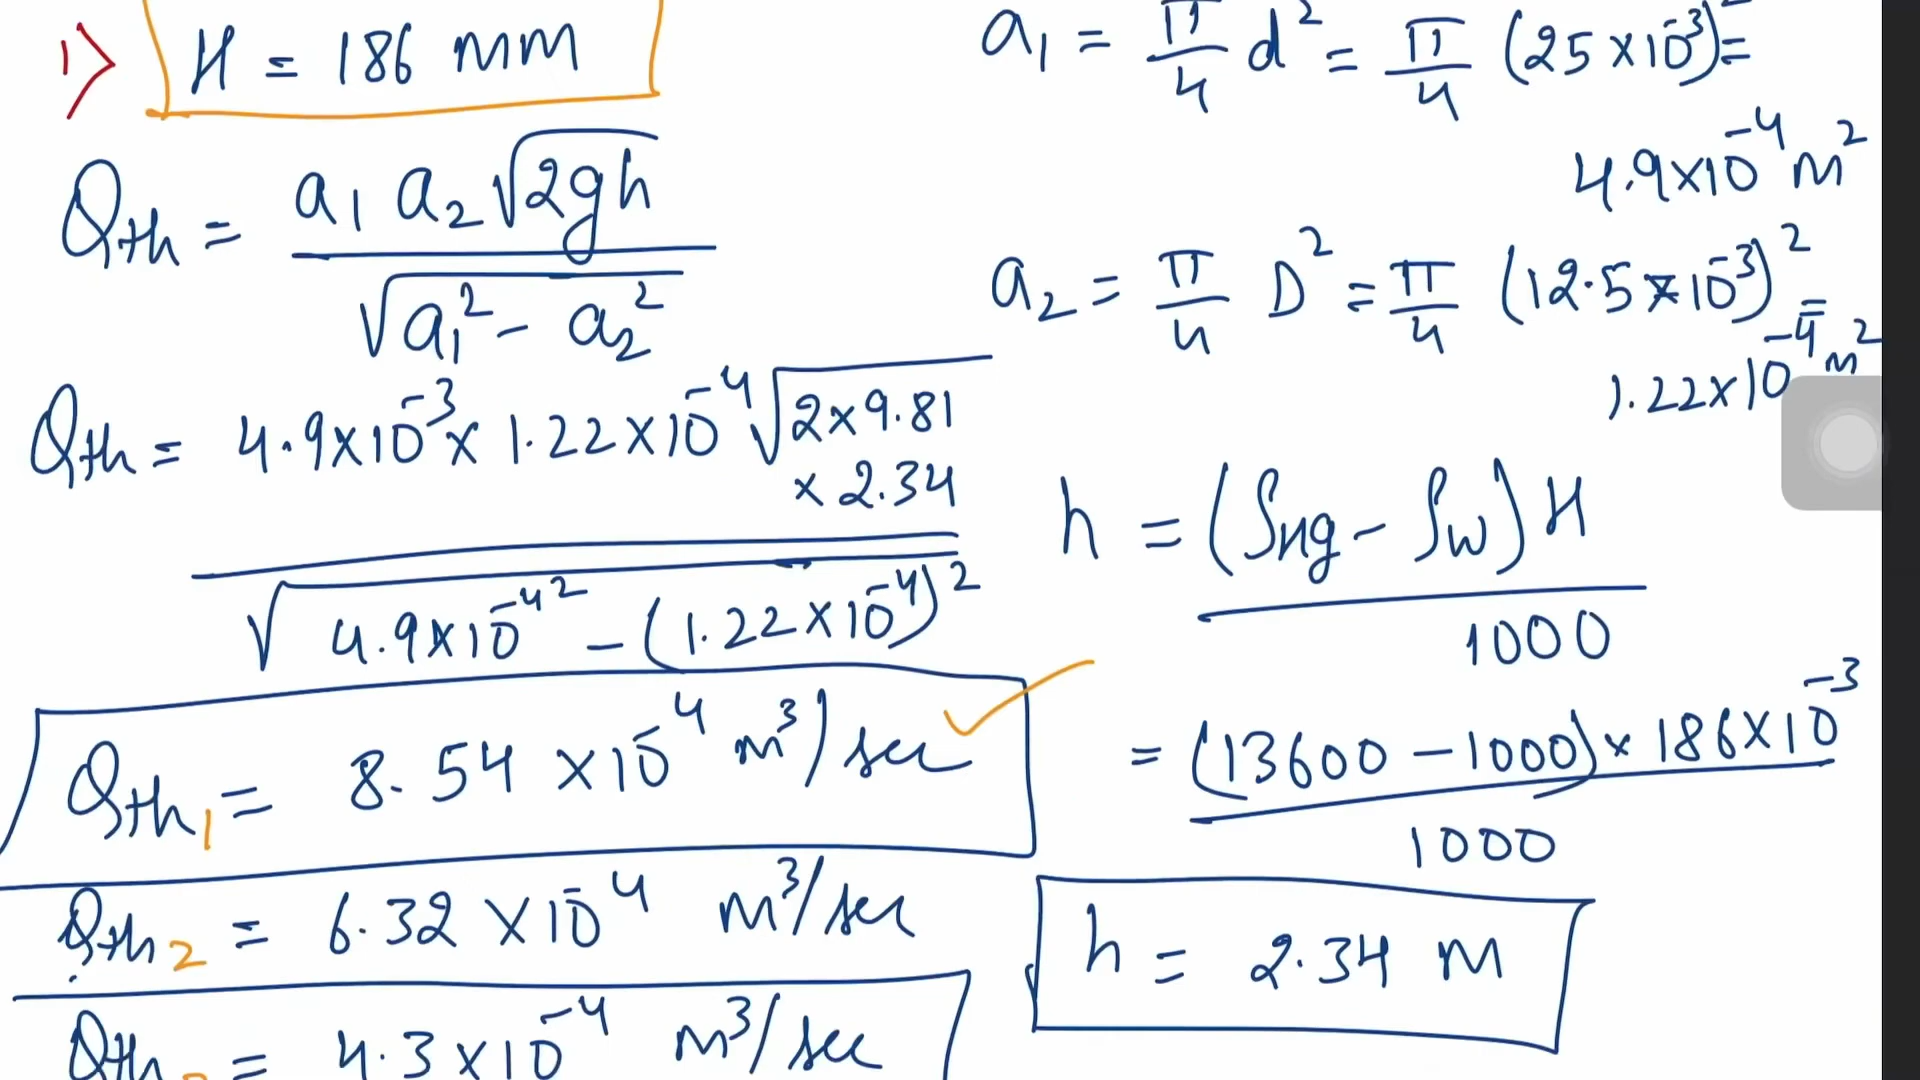 1) H = 186 mm
Qth = a1 a2 √2gh / √a1² - a2²
Qth = 4.9×10⁻³ × 1.22×10⁻⁴ √2×9.81 × 2.34 / √4.9×10⁻⁴² - (1.22×10⁻⁴)²
Qth1 = 8.54 ×10⁻⁴ m³/sec ✓
Qth2 = 6.32 ×10⁻⁴ m³/sec
Qth = 4.3 ×10⁻⁴ m³/sec
a1 = π/4 d² = π/4 (25×10⁻³)² =
4.9×10⁻⁴ m²
a2 = π/4 D² = π/4 (12.5×10⁻³)² =
1.22×10⁻⁴ m²
h = (ρHg - ρw) H / 1000
= (13600 - 1000) × 186×10⁻³ / 1000
h = 2.34 m